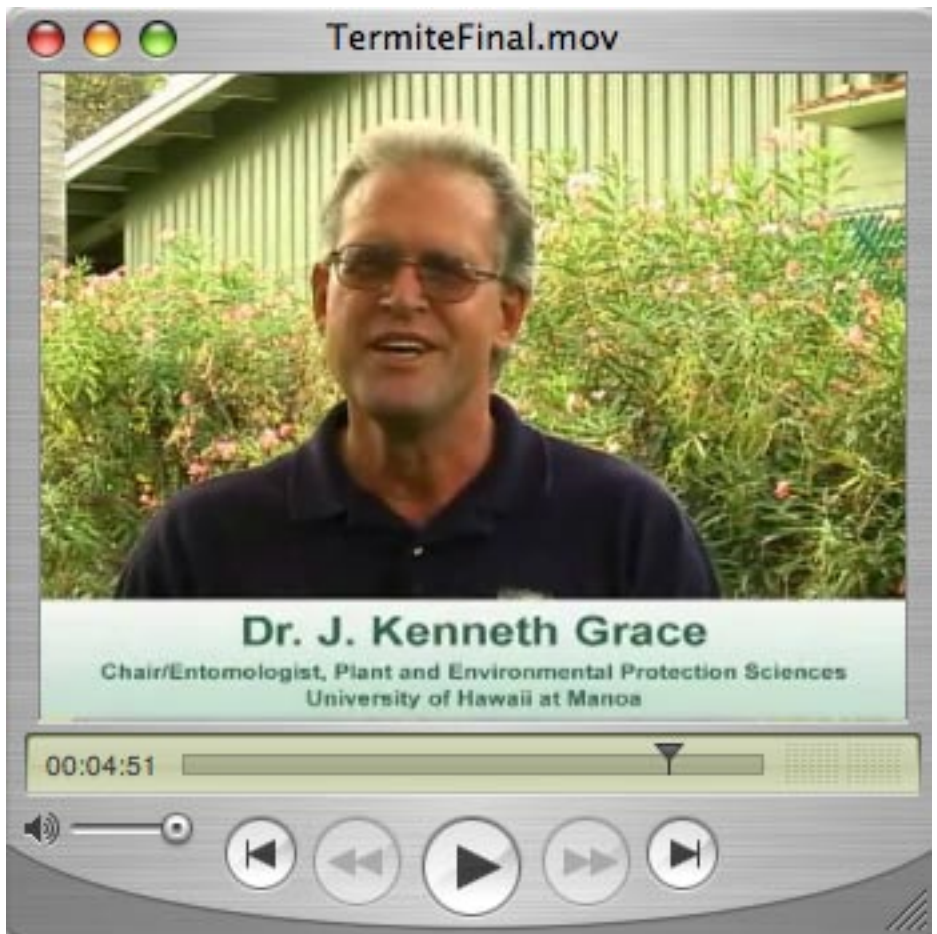 TermiteFinal.mov
Dr. J. Kenneth Grace
Chair/Entomologist, Plant and Environmental Protection Sciences
University of Hawaii at Manoa
00:04:51